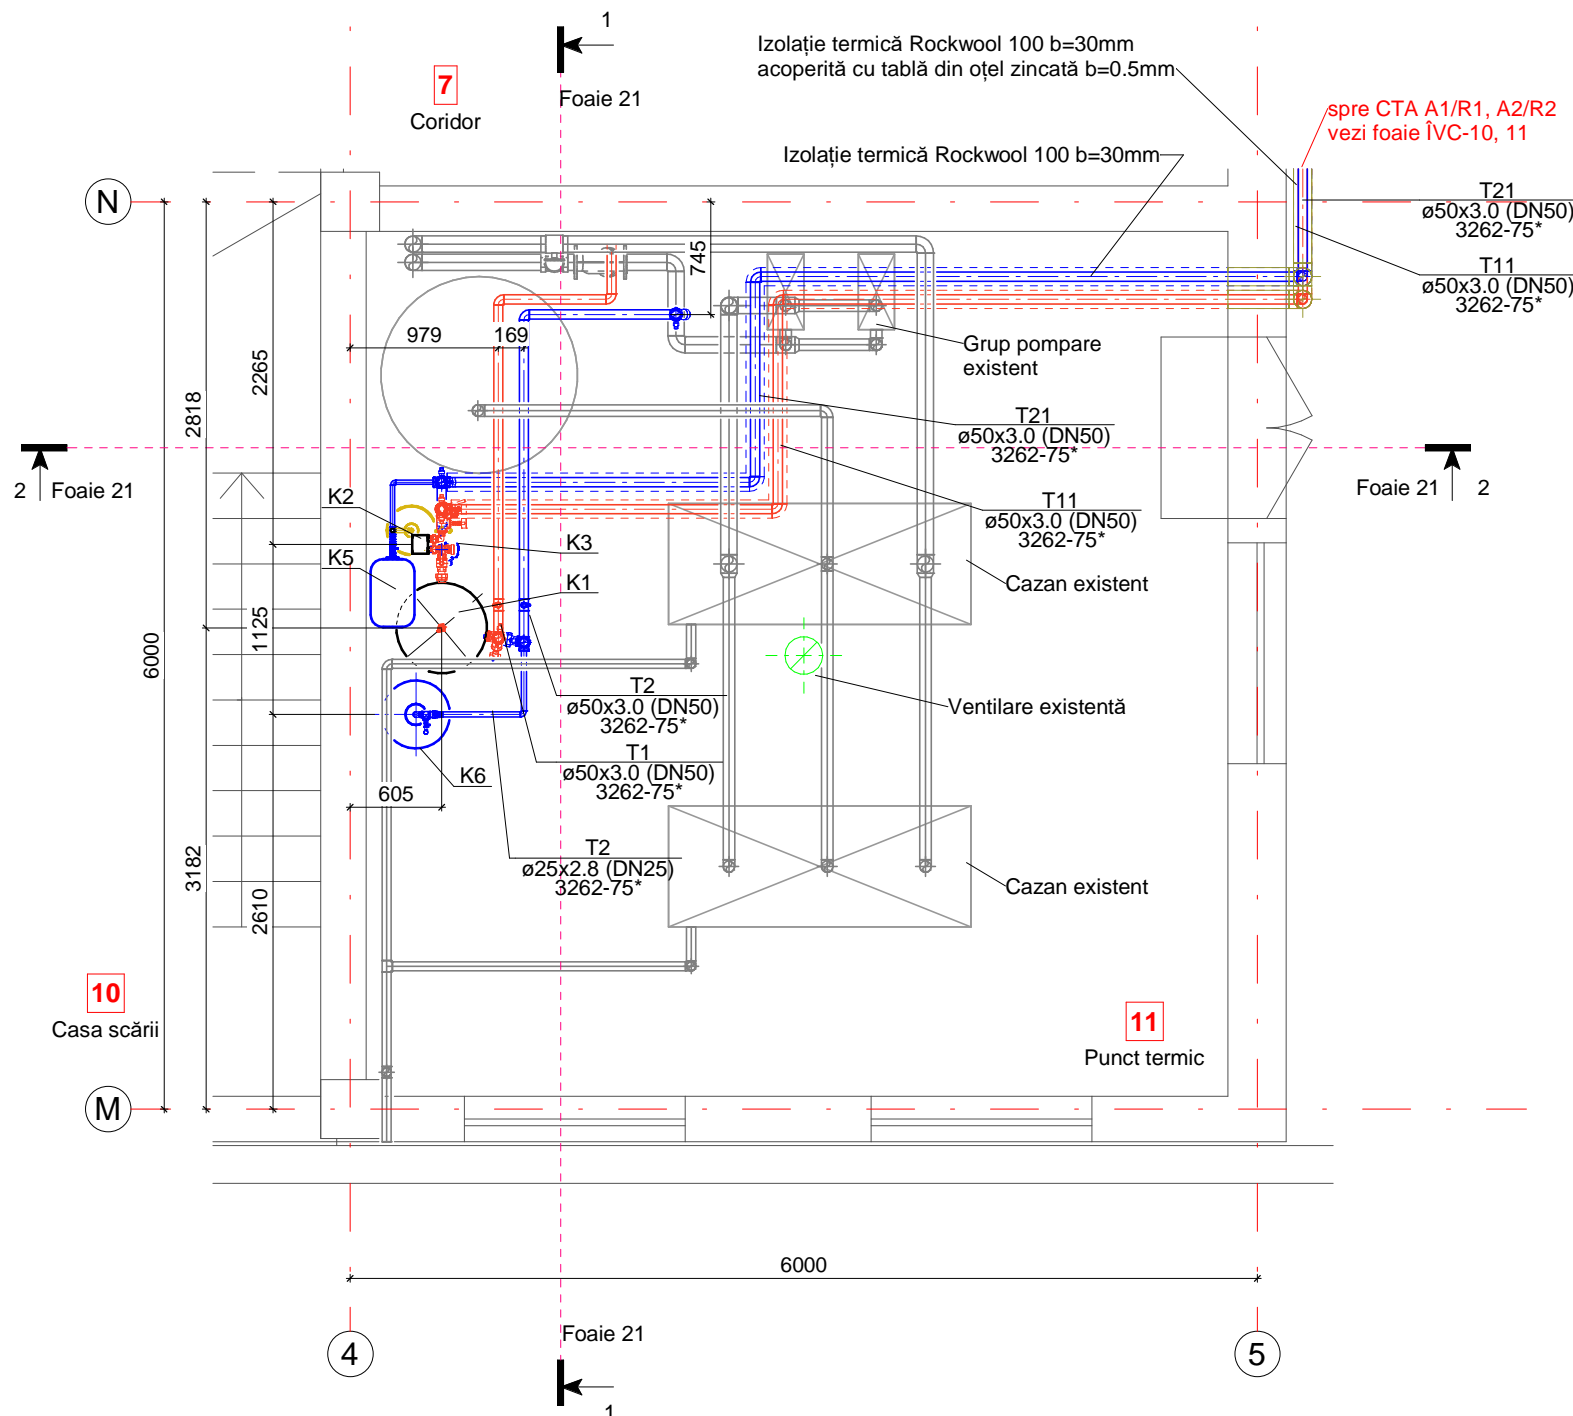 1
Foaie 21
7
Coridor
Izolație termică Rockwool 100 b=30mm
acoperită cu tablă din oțel zincată b=0.5mm
Izolație termică Rockwool 100 b=30mm
spre CTA A1/R1, A2/R2
vezi foaie ÎVC-10, 11
T21
ø50x3.0 (DN50)
3262-75*
T11
ø50x3.0 (DN50)
3262-75*
N
745
979
169
2265
2818
Grup pompare
existent
T21
ø50x3.0 (DN50)
3262-75*
2
Foaie 21
Foaie 21
2
T11
ø50x3.0 (DN50)
3262-75*
K2
K3
K5
K1
Cazan existent
1125
6000
T2
ø50x3.0 (DN50)
3262-75*
Ventilare existentă
T1
ø50x3.0 (DN50)
3262-75*
K6
605
T2
ø25x2.8 (DN25)
3262-75*
3182
2610
Cazan existent
10
Casa scării
11
Punct termic
M
6000
Foaie 21
4
5
1